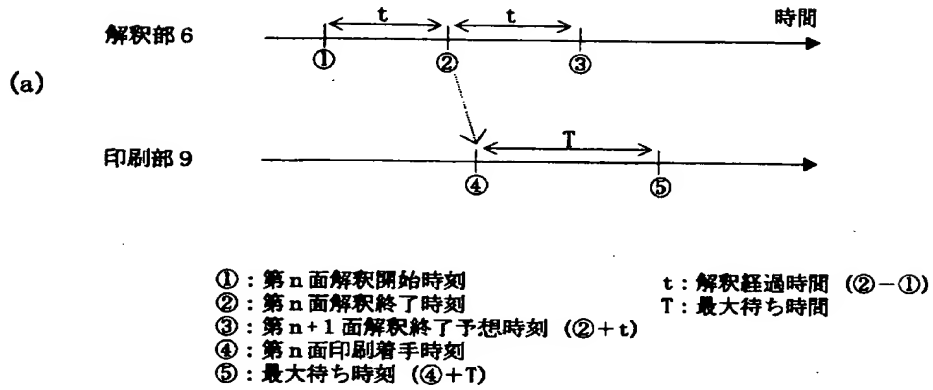 t t 時間
解釈部6
① ② ③
(a)
T
印刷部9
④ ⑤
①:第n面解釈開始時刻 t:解釈経過時間 (②-①)
②:第n面解釈終了時刻 T:最大待ち時間
③:第n+1面解釈終了予想時刻 (②+t)
④:第n面印刷着手時刻
⑤:最大待ち時刻 (④+T)